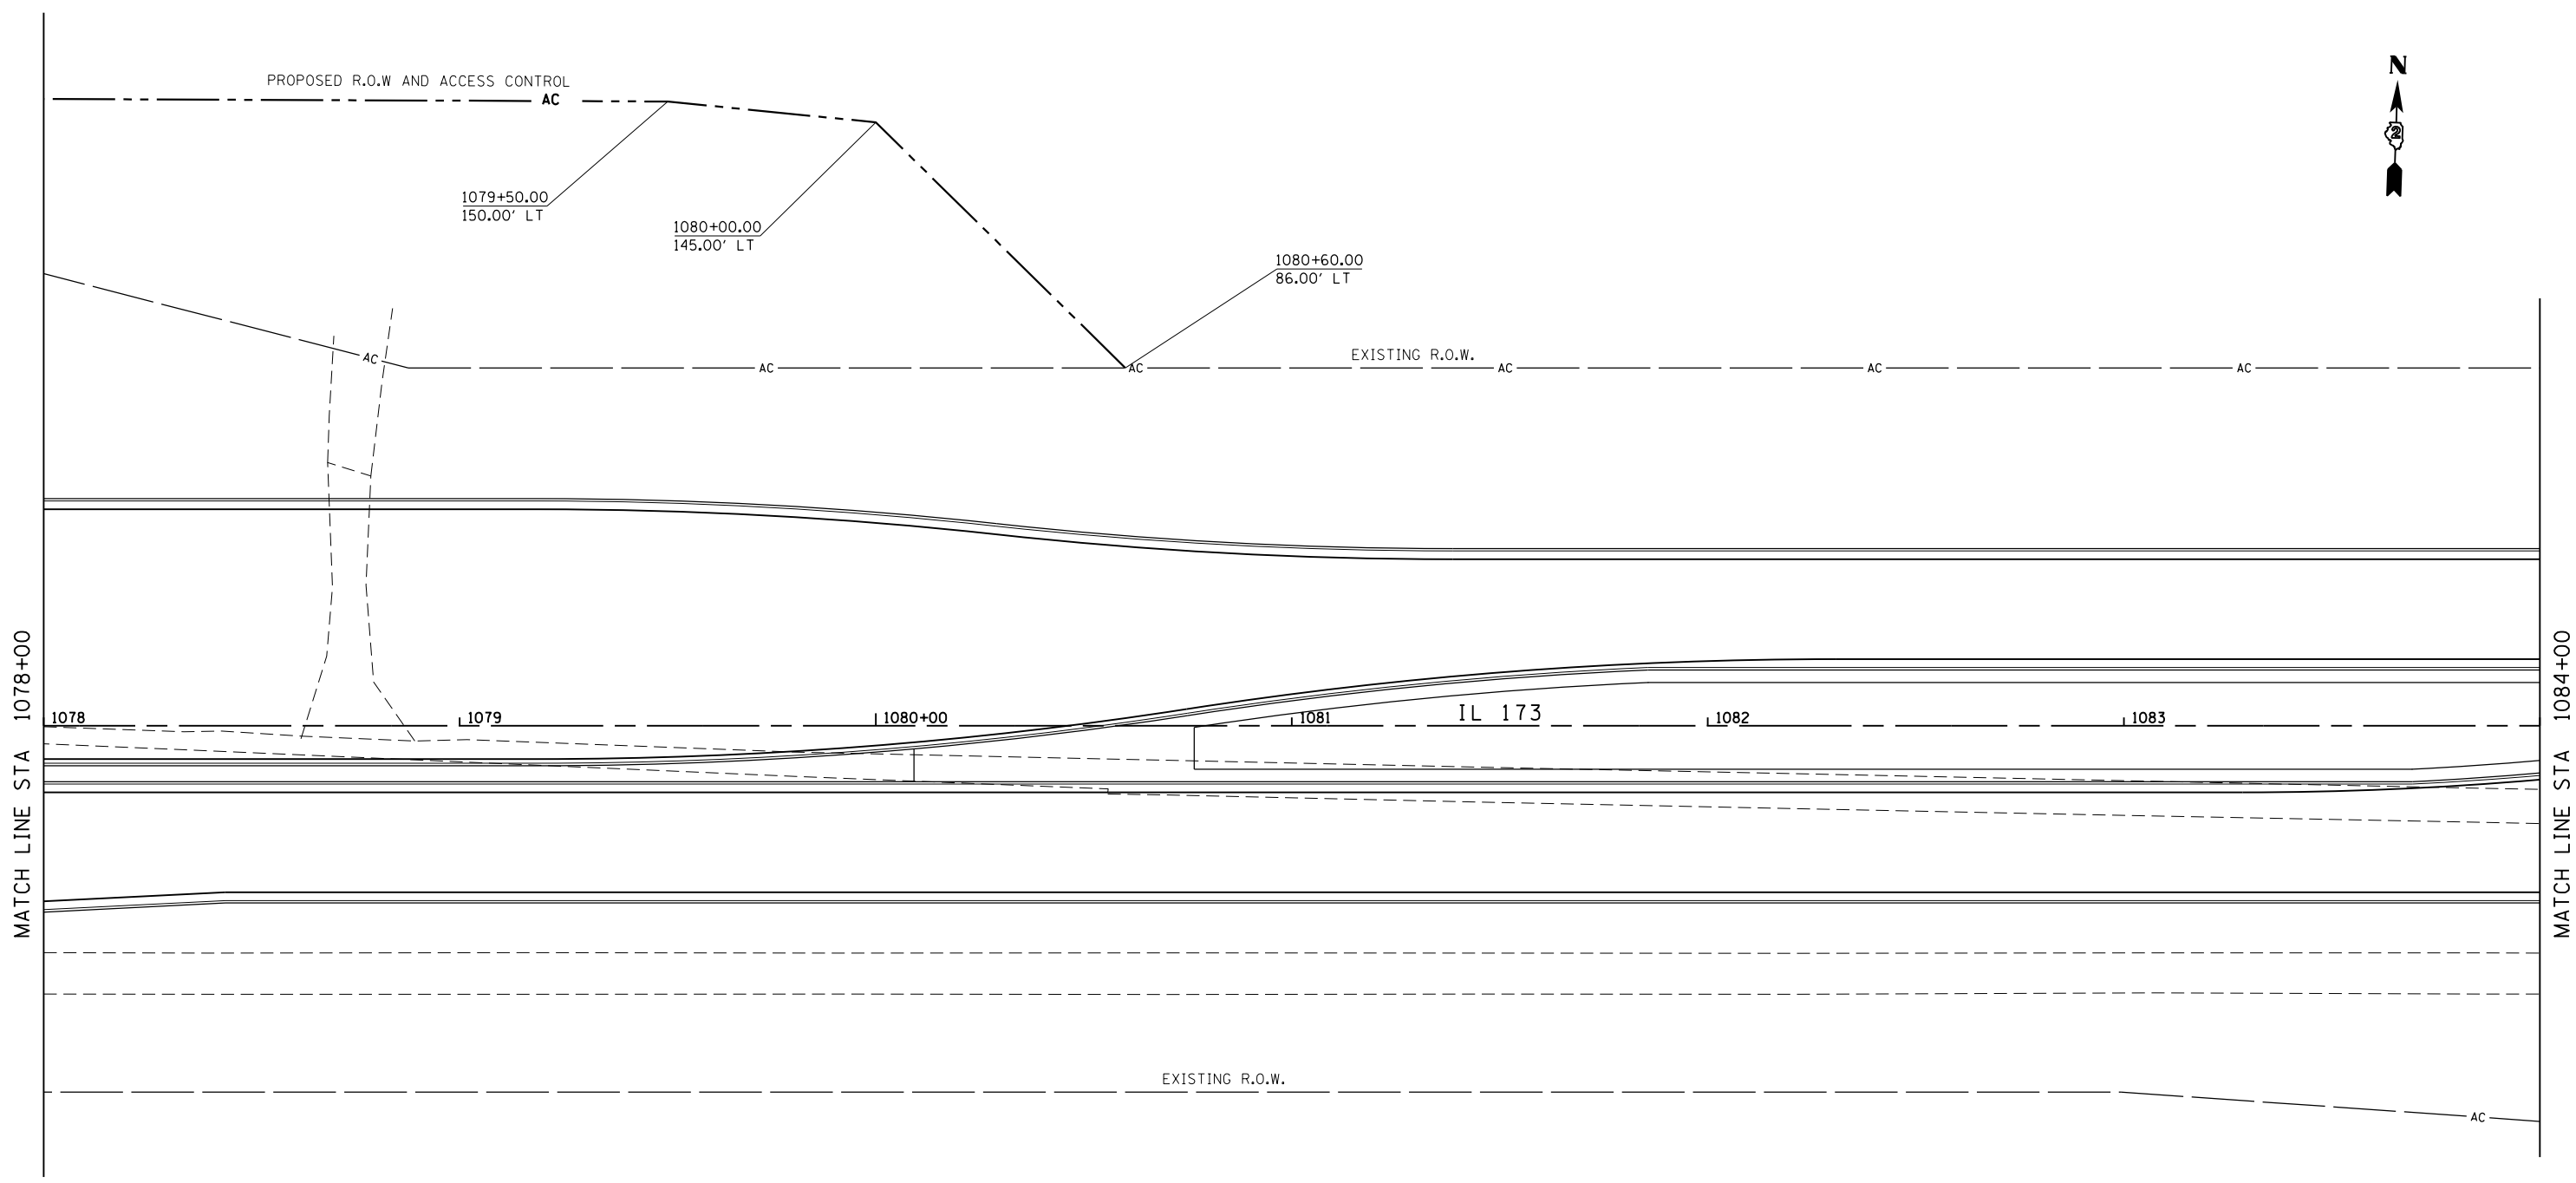 N
PROPOSED R.O.W AND ACCESS CONTROL
AC
2
1079+50.00
150.00' LT
1080+00.00
145.00' LT
1080+60.00
86.00' LT
EXISTING R.O.W.
AC
AC
AC
AC
AC
AC
MATCH LINE STA 1078+00
1078
1079
1080+00
1081
IL 173
1082
1083
MATCH LINE STA 1084+00
EXISTING R.O.W.
AC